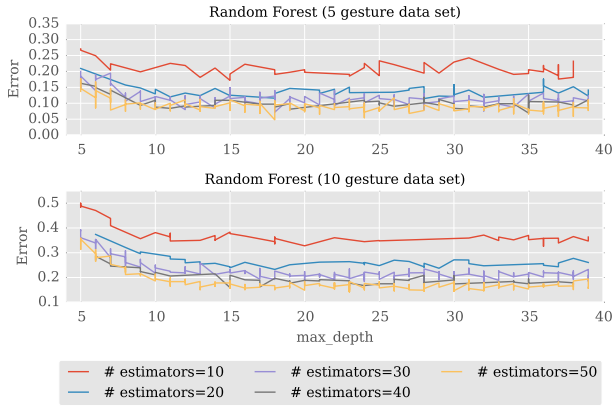 Random Forest (5 gesture data set)
0.35
0.30
0.25
0.20
0.15
0.10
0.05
0.00
Error
5 10 15 20 25 30 35 40
Random Forest (10 gesture data set)
0.5
0.4
0.3
0.2
0.1
Error
5 10 15 20 25 30 35 40
max_depth
# estimators=10 # estimators=30 # estimators=50
# estimators=20 # estimators=40